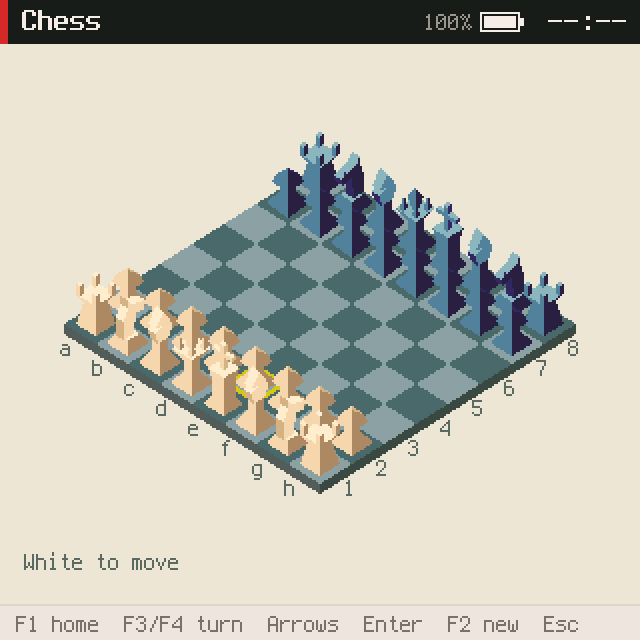 Chess 100% --:--
a
b
c
d
e
f
g
h
1
2
3
4
5
6
7
8
White to move
F1 home F3/F4 turn Arrows Enter F2 new Esc